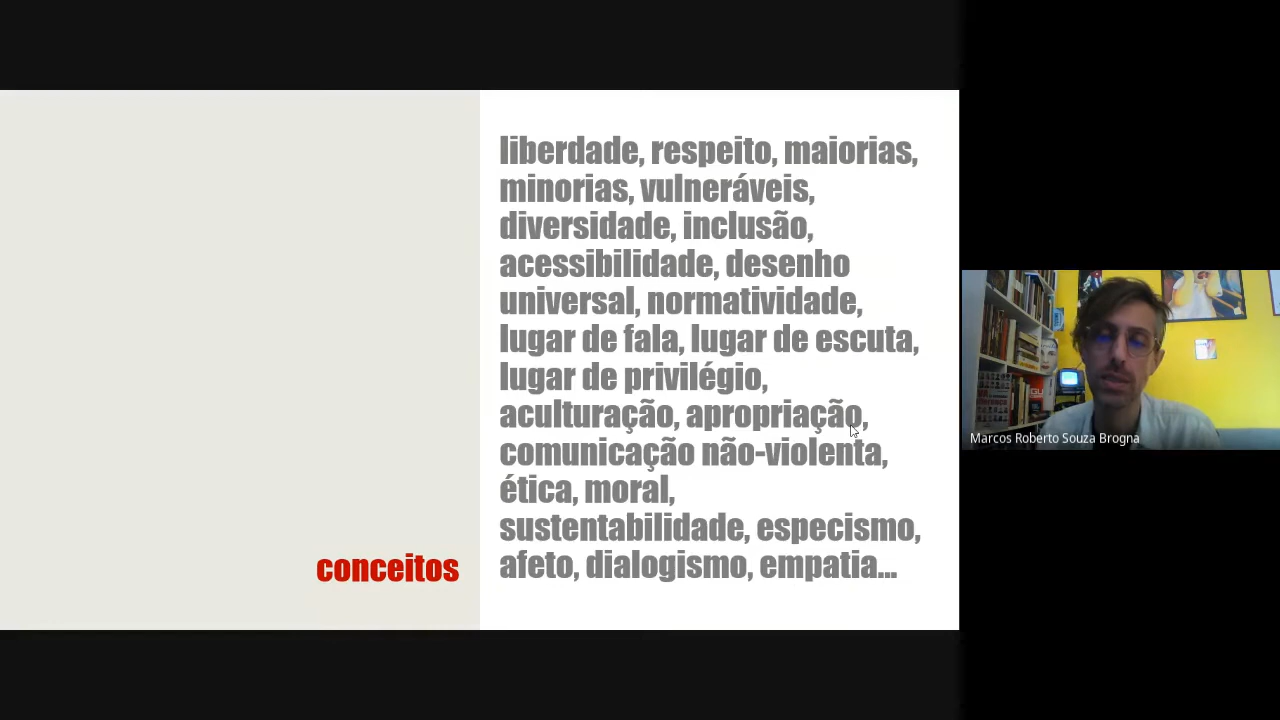 liberdade, respeito, maiorias,
minorias, vulneráveis,
diversidade, inclusão,
acessibilidade, desenho
universal, normatividade,
lugar de fala, lugar de escuta,
lugar de privilégio,
aculturação, apropriação,
comunicação não-violenta,
ética, moral,
sustentabilidade, especismo,
afeto, dialogismo, empatia...
conceitos
Marcos Roberto Souza Brogna